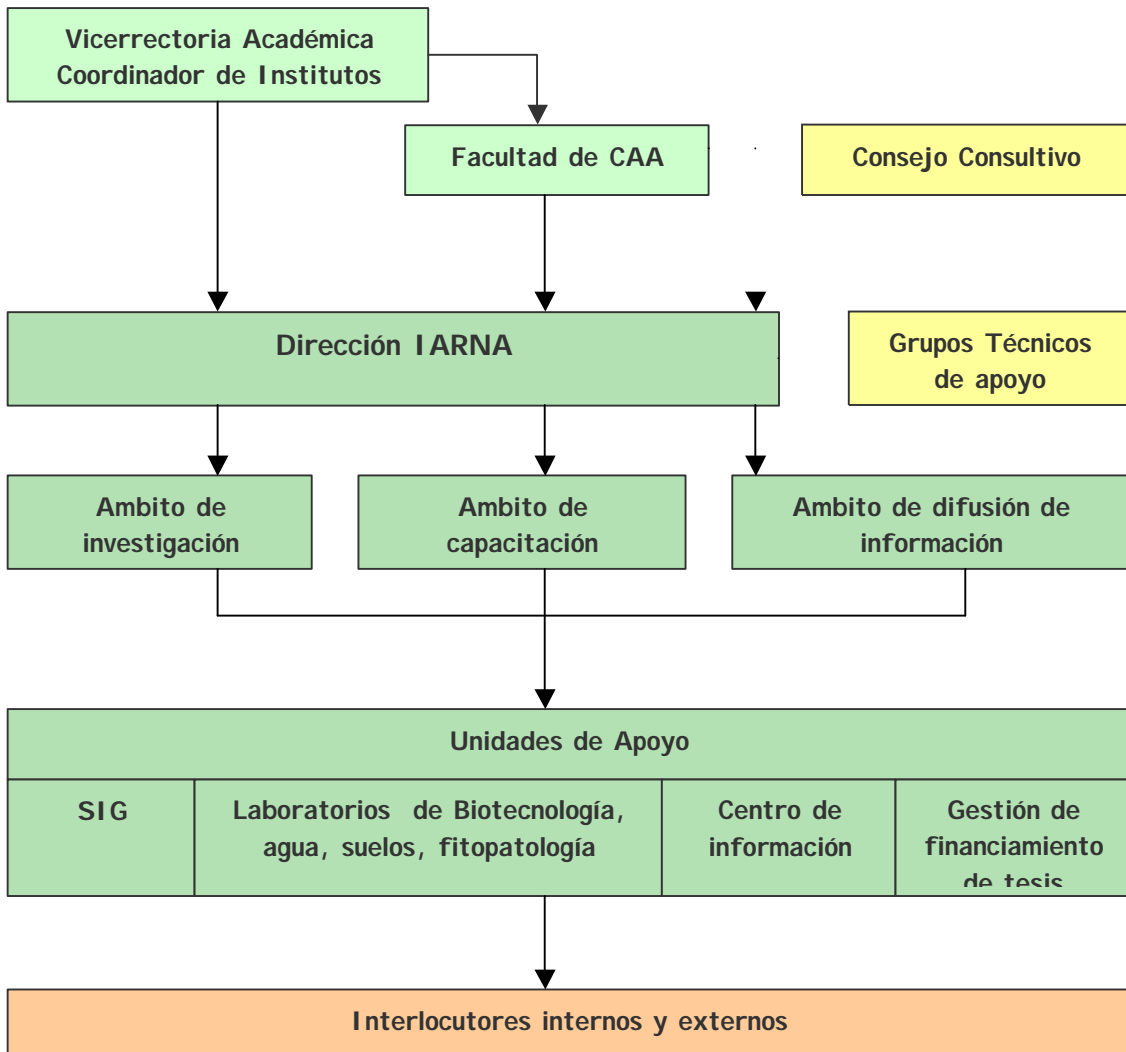 Vicerrectoria Académica
Coordinador de Institutos
Facultad de CAA
Consejo Consultivo
Dirección IARNA
Grupos Técnicos
de apoyo
Ambito de
investigación
Ambito de
capacitación
Ambito de difusión de
información
Unidades de Apoyo
SIG
Laboratorios de Biotecnología,
agua, suelos, fitopatología
Centro de
información
Gestión de
financiamiento
de tesis
Interlocutores internos y externos